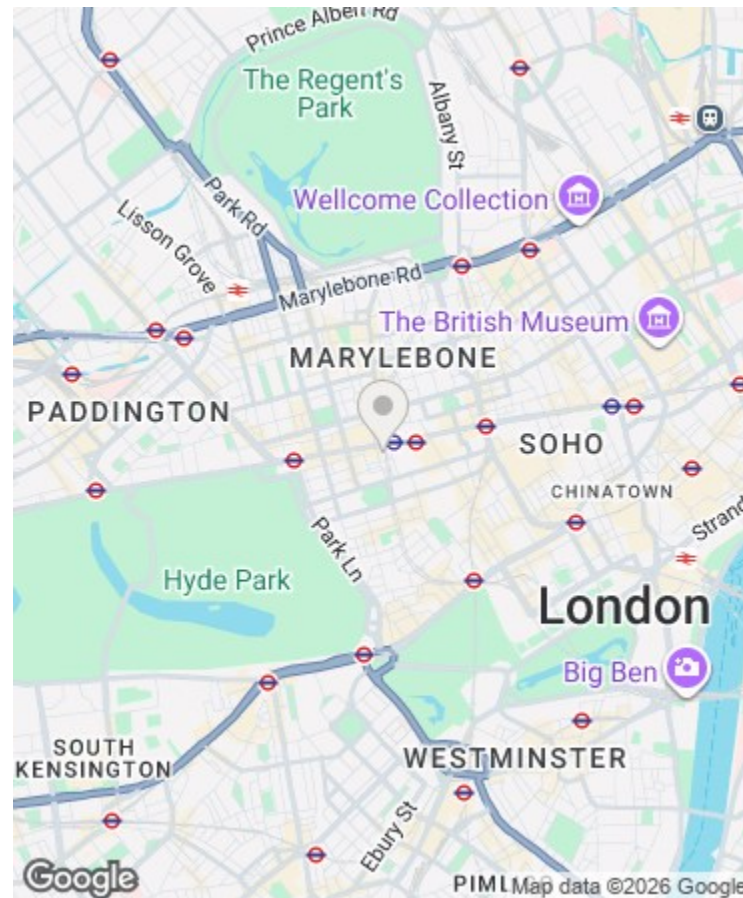 Prince Albert Rd
The Regent's
Park
Albany St
Wellcome Collection
Park Rd
Lisson Grove
Marylebone Rd
The British Museum
MARYLEBONE
PADDINGTON
SOHO
CHINATOWN
Strand
Park Ln
Hyde Park
London
Big Ben
SOUTH
KENSINGTON
WESTMINSTER
Ebury St
Google
Map data ©2026 Google